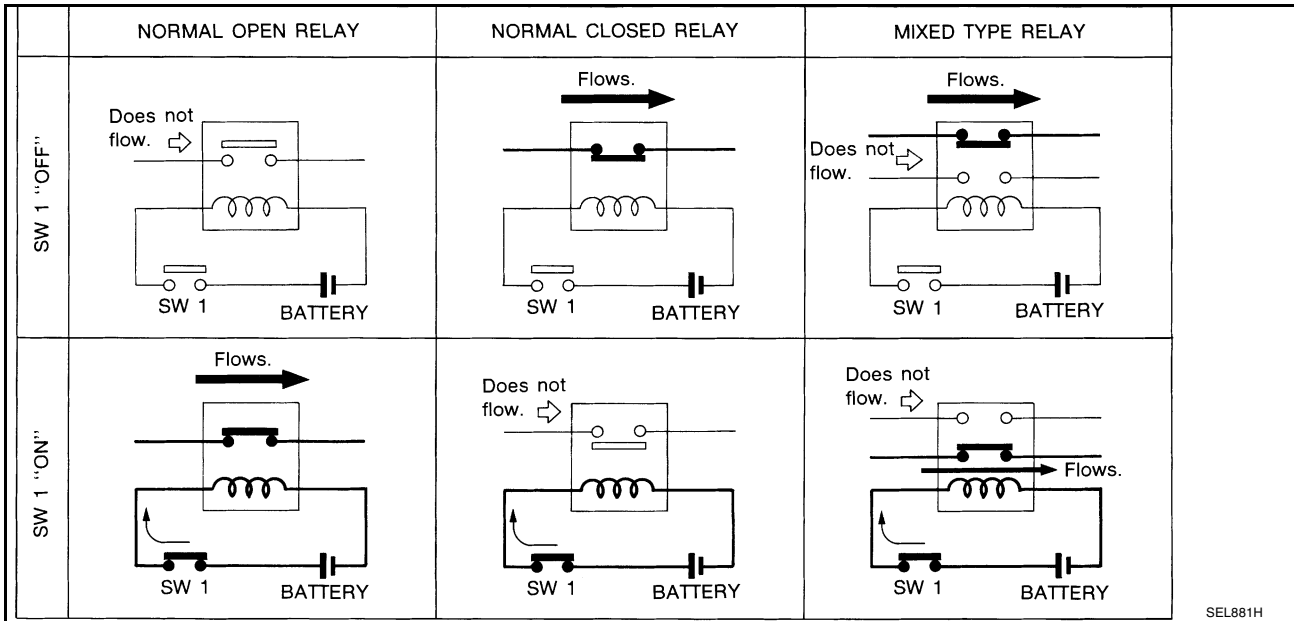 NORMAL OPEN RELAY
NORMAL CLOSED RELAY
MIXED TYPE RELAY
SW 1 “OFF”
Does not
flow.
SW 1
BATTERY
Flows.
SW 1
BATTERY
Flows.
Does not
flow.
SW 1
BATTERY
SW 1 “ON”
Flows.
SW 1
BATTERY
Does not
flow.
SW 1
BATTERY
Does not
flow.
Flows.
SW 1
BATTERY
SEL881H